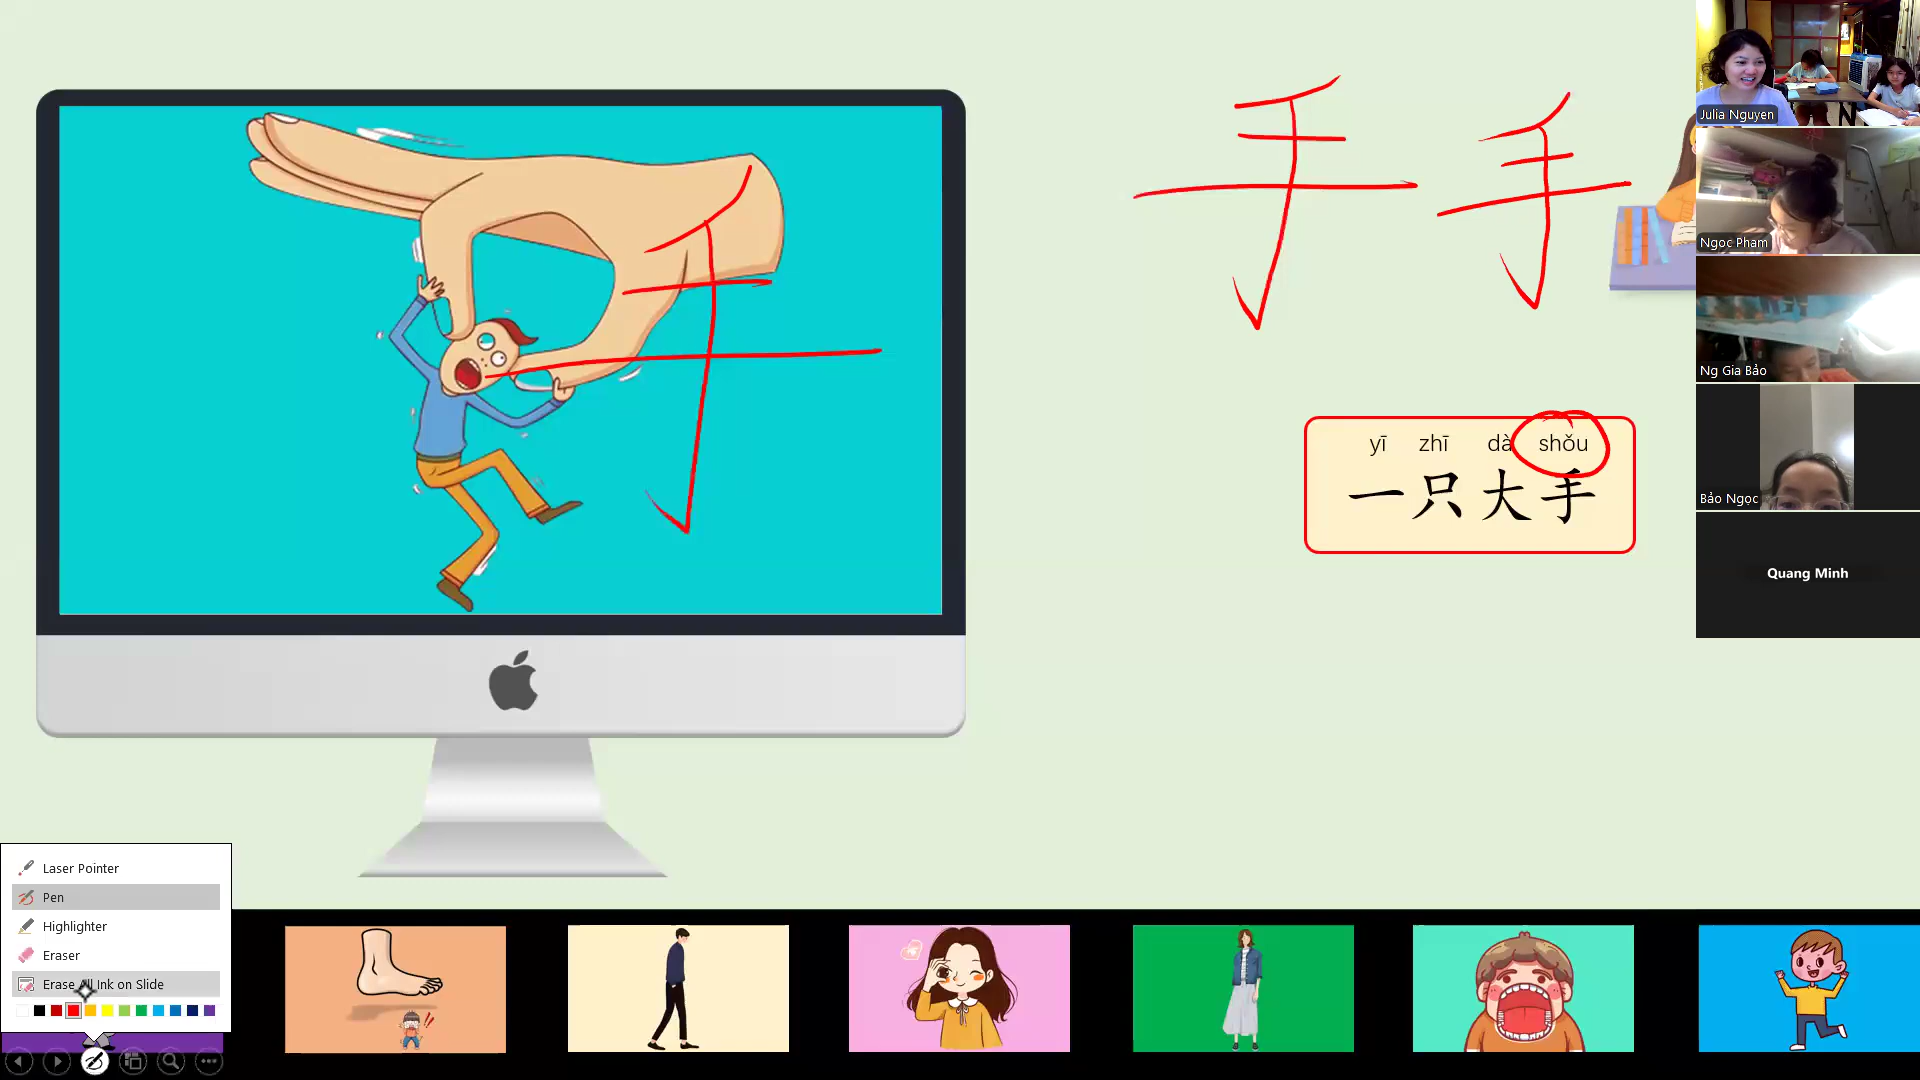 手 手
手
yī zhī dà shǒu
一只大手
Julia Nguyen
Ngoc Pham
Ng Gia Bảo
Bảo Ngọc
Quang Minh
Laser Pointer
Pen
Highlighter
Eraser
Erase All Ink on Slide